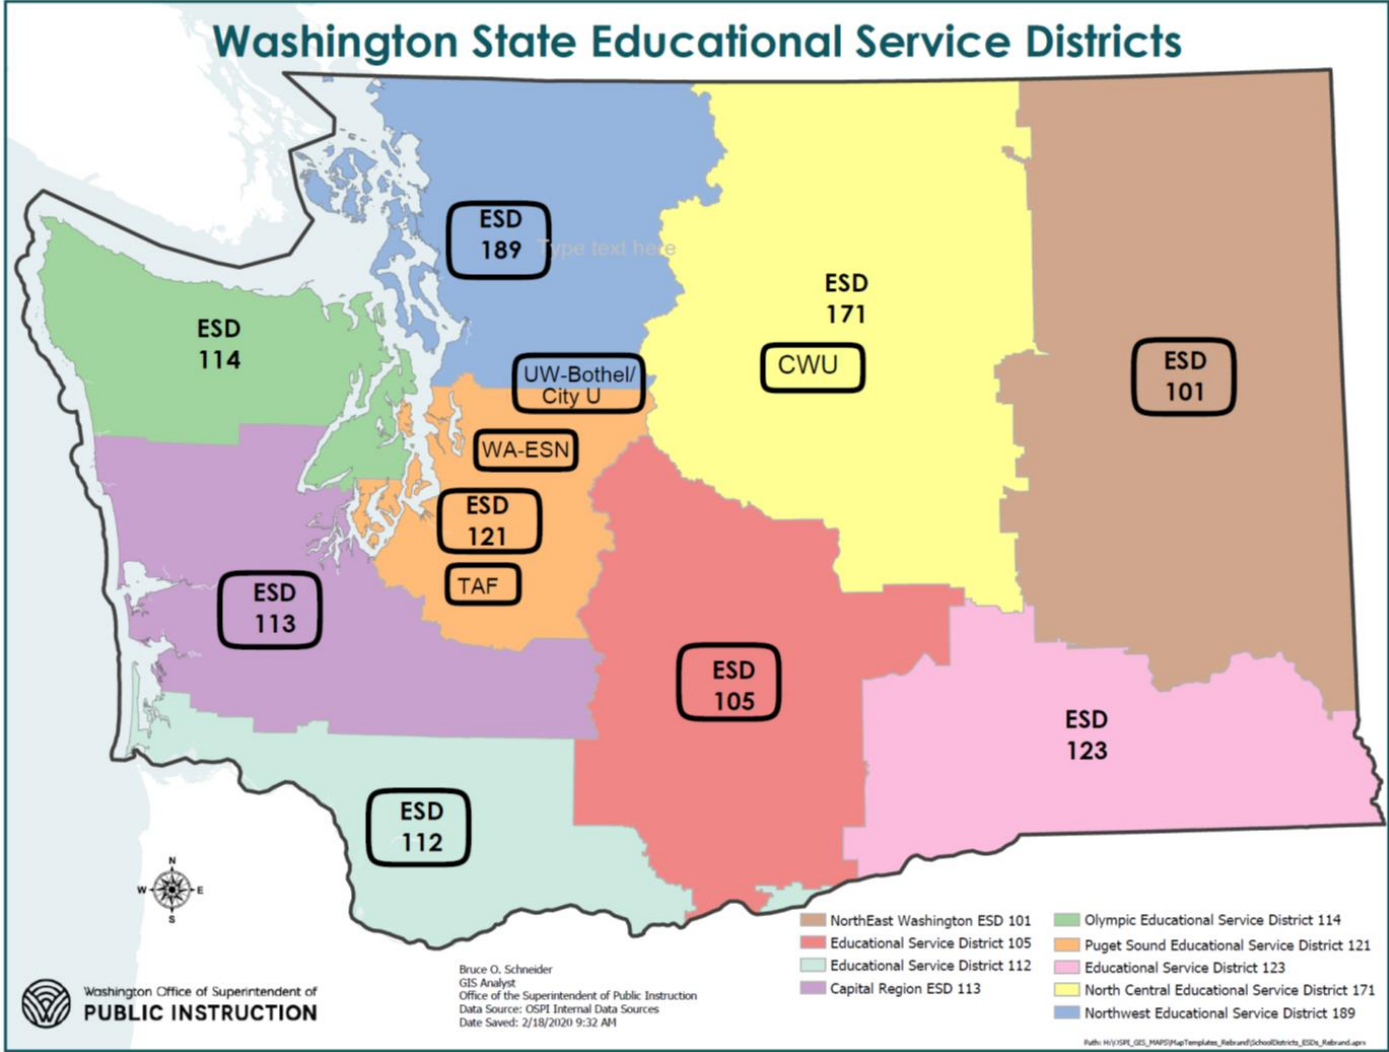 Washington State Educational Service Districts
ESD
189
Type text here
ESD
171
ESD
114
UW-Bothel/
City U
CWU
ESD
101
WA-ESN
ESD
121
TAF
ESD
113
ESD
105
ESD
123
ESD
112
N
W
E
S
NorthEast Washington ESD 101
Educational Service District 105
Educational Service District 112
Capital Region ESD 113
Olympic Educational Service District 114
Puget Sound Educational Service District 121
Educational Service District 123
North Central Educational Service District 171
Northwest Educational Service District 189
Washington Office of Superintendent of
PUBLIC INSTRUCTION
Bruce O. Schneider
GIS Analyst
Office of the Superintendent of Public Instruction
Data Source: OSPI Internal Data Sources
Date Saved: 2/18/2020 9:32 AM